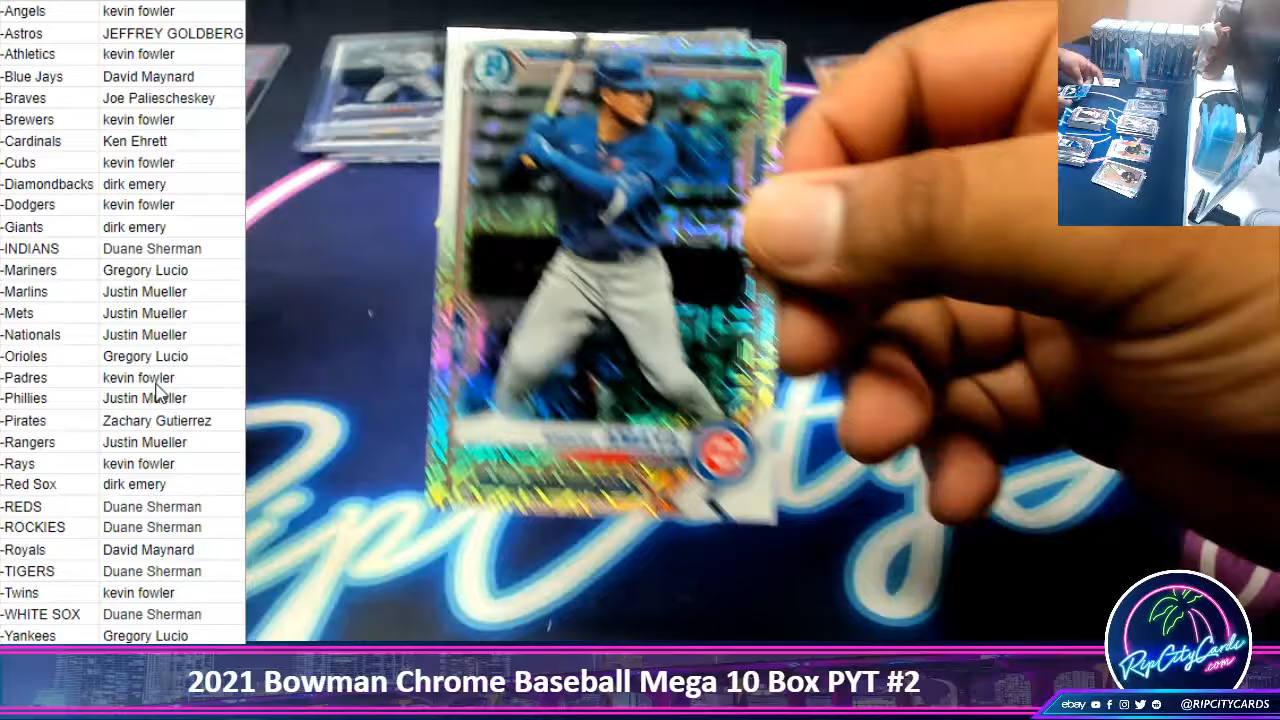 -Angels kevin fowler
-Astros JEFFREY GOLDBERG
-Athletics kevin fowler
-Blue Jays David Maynard
-Braves Joe Paliescheskey
-Brewers kevin fowler
-Cardinals Ken Ehrett
-Cubs kevin fowler
-Diamondbacks dirk emery
-Dodgers kevin fowler
-Giants dirk emery
-INDIANS Duane Sherman
-Mariners Gregory Lucio
-Marlins Justin Mueller
-Mets Justin Mueller
-Nationals Justin Mueller
-Orioles Gregory Lucio
-Padres kevin fowler
-Phillies Justin Mueller
-Pirates Zachary Gutierrez
-Rangers Justin Mueller
-Rays kevin fowler
-Red Sox dirk emery
-REDS Duane Sherman
-ROCKIES Duane Sherman
-Royals David Maynard
-TIGERS Duane Sherman
-Twins kevin fowler
-WHITE SOX Duane Sherman
-Yankees Gregory Lucio
Rip City
RipCityCards
.com
2021 Bowman Chrome Baseball Mega 10 Box PYT #2
ebay @RIPCITYCARDS